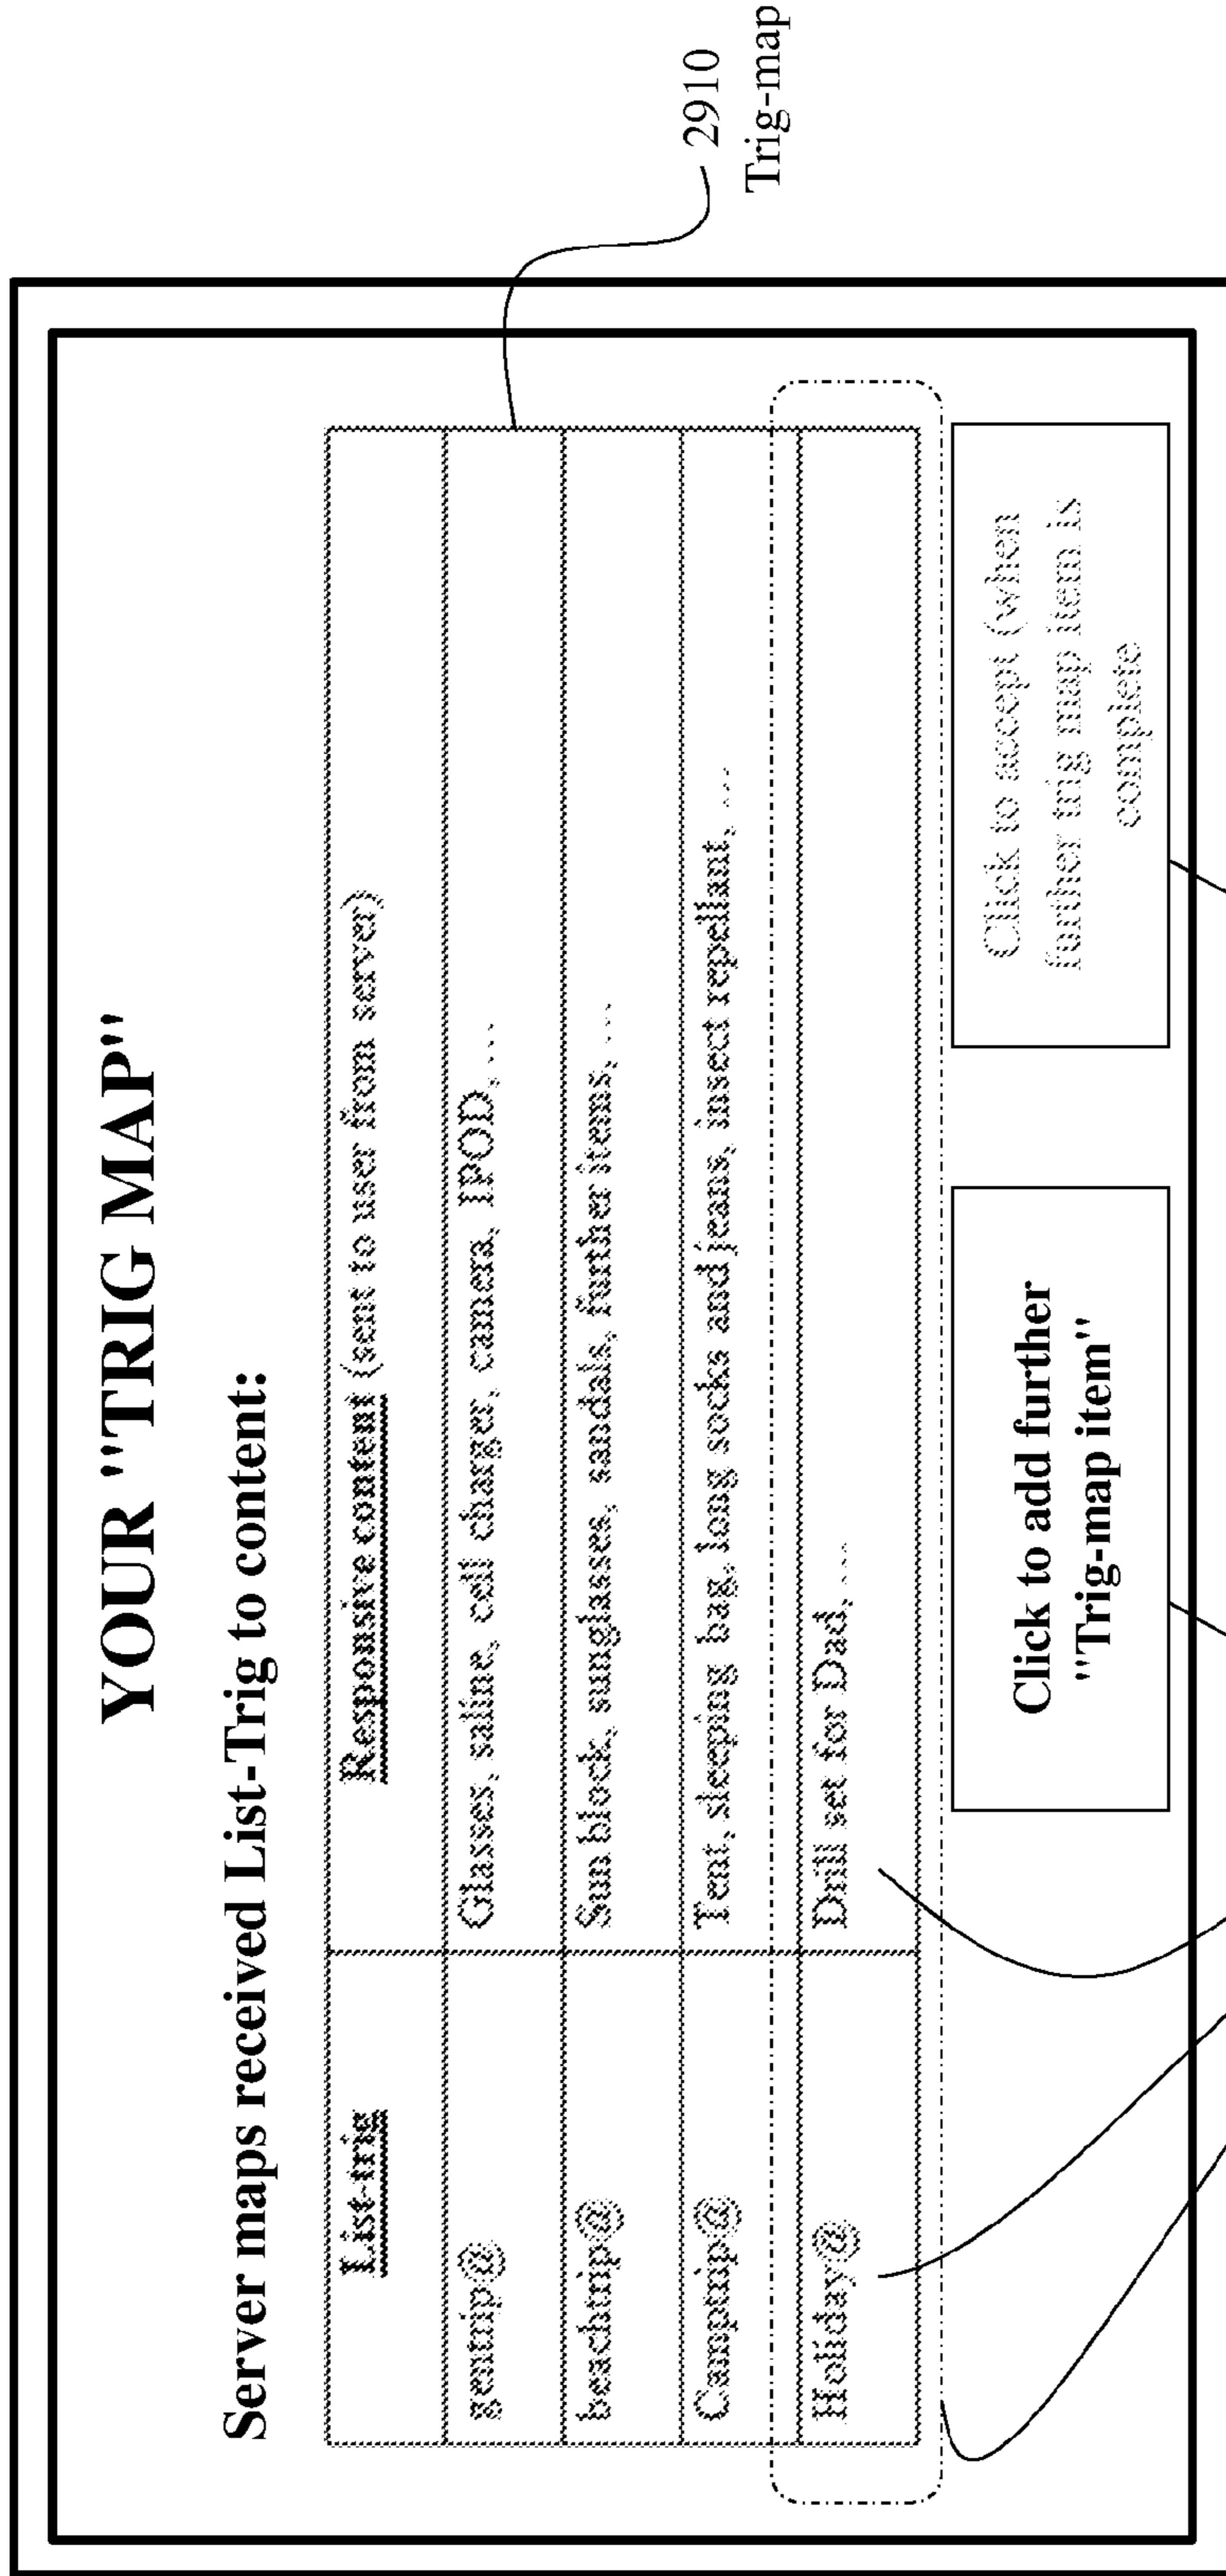 YOUR "TRIG MAP"
Server maps received List-Trig to content:
List-trig Responsive content (sent to user from server)
gentrip@ Glasses, saline, cell charger, camera, IPOD,...
beachtrip@ Sun block, sunglasses, sandals, further items, ...
Camptrip@ Tent, sleeping bag, long socks and jeans, insect repellant, ...
Holiday@ Drill set for Dad,...
Click to add further
"Trig-map item"
Click to accept (when
further trig map item is
complete
2910
Trig-map